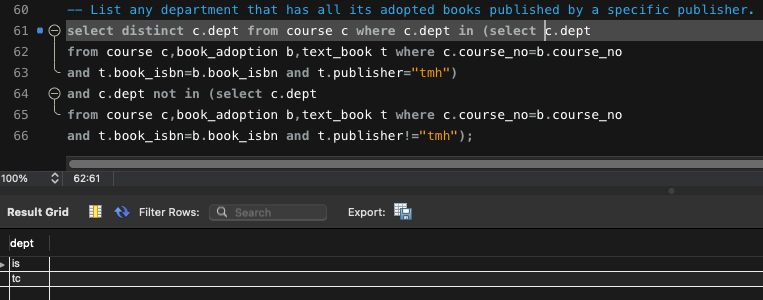 60 -- List any department that has all its adopted books published by a specific publisher.
61 select distinct c.dept from course c where c.dept in (select c.dept
62 from course c,book_adoption b,text_book t where c.course_no=b.course_no
63 and t.book_isbn=b.book_isbn and t.publisher="tmh")
64 and c.dept not in (select c.dept
65 from course c,book_adoption b,text_book t where c.course_no=b.course_no
66 and t.book_isbn=b.book_isbn and t.publisher!="tmh");
100% 62:61
Result Grid Filter Rows: Search Export:
dept
is
tc